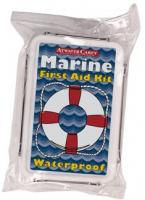 Atwater Carey
Marine
First Aid Kit
Waterproof